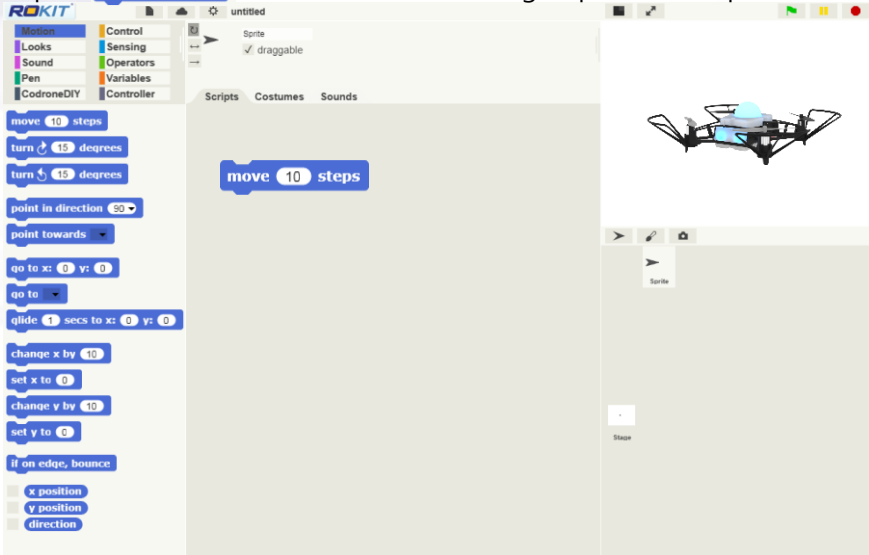 ROKIT
untitled
Motion Control
Looks Sensing
Sound Operators
Pen Variables
CodroneDIY Controller
Sprite
draggable
Scripts Costumes Sounds
move 10 steps
turn 15 degrees
turn 15 degrees
point in direction 90
point towards
go to x: 0 y: 0
go to
glide 1 secs to x: 0 y: 0
change x by 10
set x to 0
change y by 10
set y to 0
if on edge, bounce
x position
y position
direction
move 10 steps
Sprite
Stage